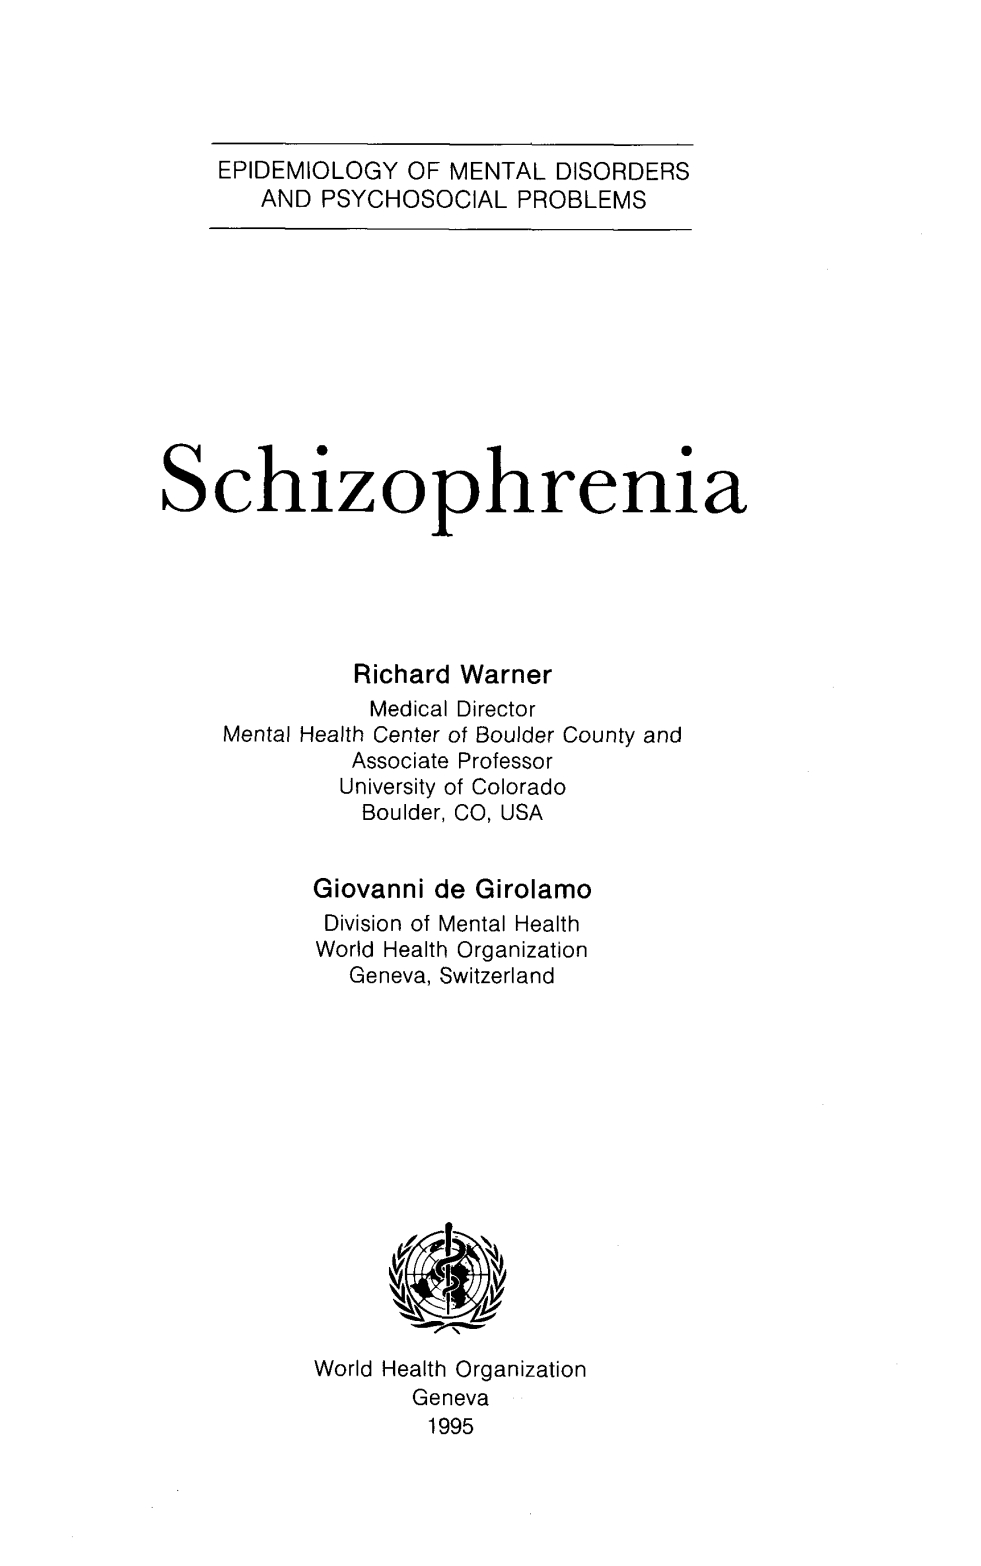 EPIDEMIOLOGY OF MENTAL DISORDERS
AND PSYCHOSOCIAL PROBLEMS
Schizophrenia
Richard Warner
Medical Director
Mental Health Center of Boulder County and
Associate Professor
University of Colorado
Boulder, CO, USA
Giovanni de Girolamo
Division of Mental Health
World Health Organization
Geneva, Switzerland
World Health Organization
Geneva
1995